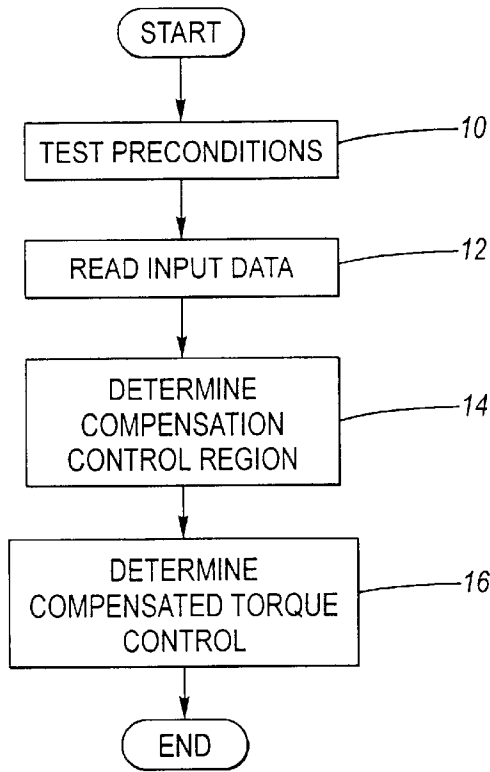 START
TEST PRECONDITIONS
10
READ INPUT DATA
12
DETERMINE
COMPENSATION
CONTROL REGION
14
DETERMINE
COMPENSATED TORQUE
CONTROL
16
END